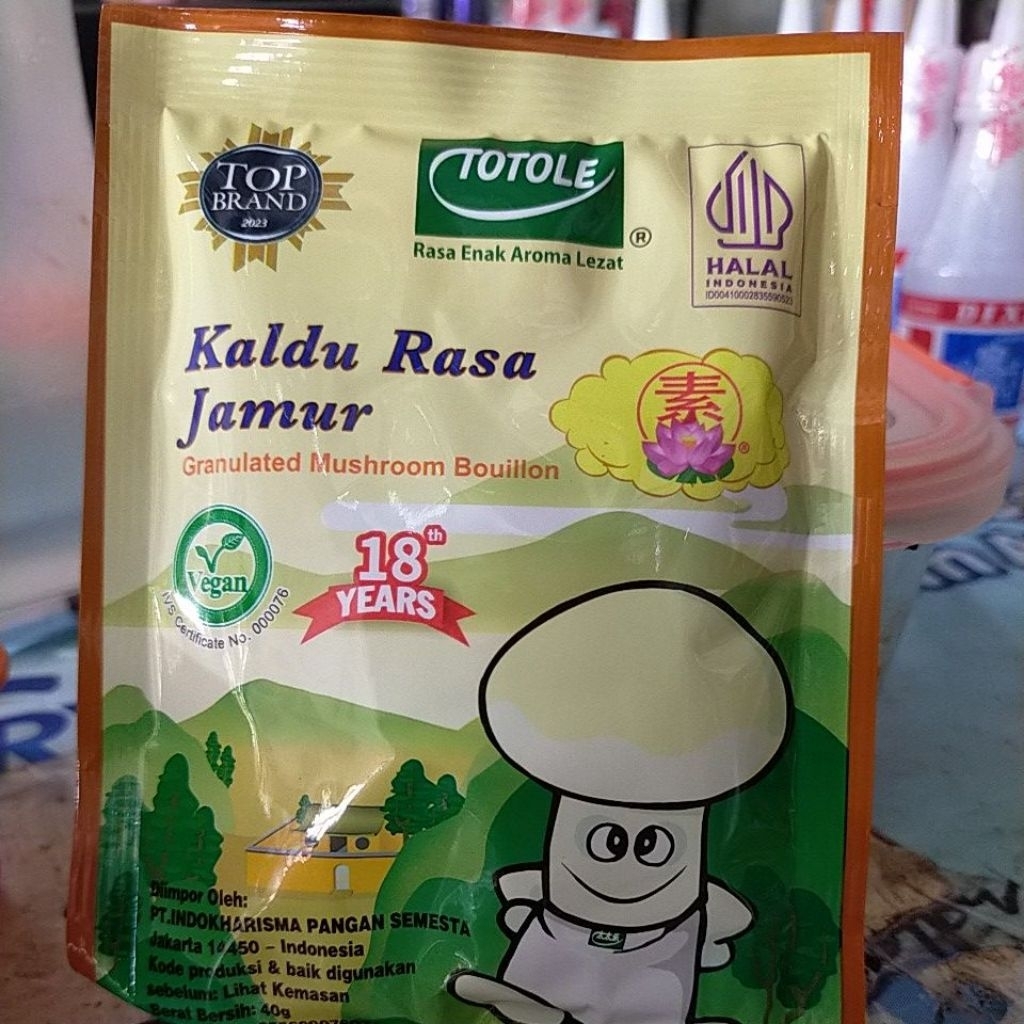 TOP
BRAND
2023
TOTOLE
®
Rasa Enak Aroma Lezat
HALAL
INDONESIA
ID00410002835590523
Kaldu Rasa
Jamur
Granulated Mushroom Bouillon
素
®
Vegan
IVS Certificate No. 000076
18th
YEARS
Diimpor Oleh:
PT.INDOKHARISMA PANGAN SEMESTA
Jakarta 14450 - Indonesia
Kode produksi & baik digunakan
sebelum: Lihat Kemasan
Berat Bersih: 40g